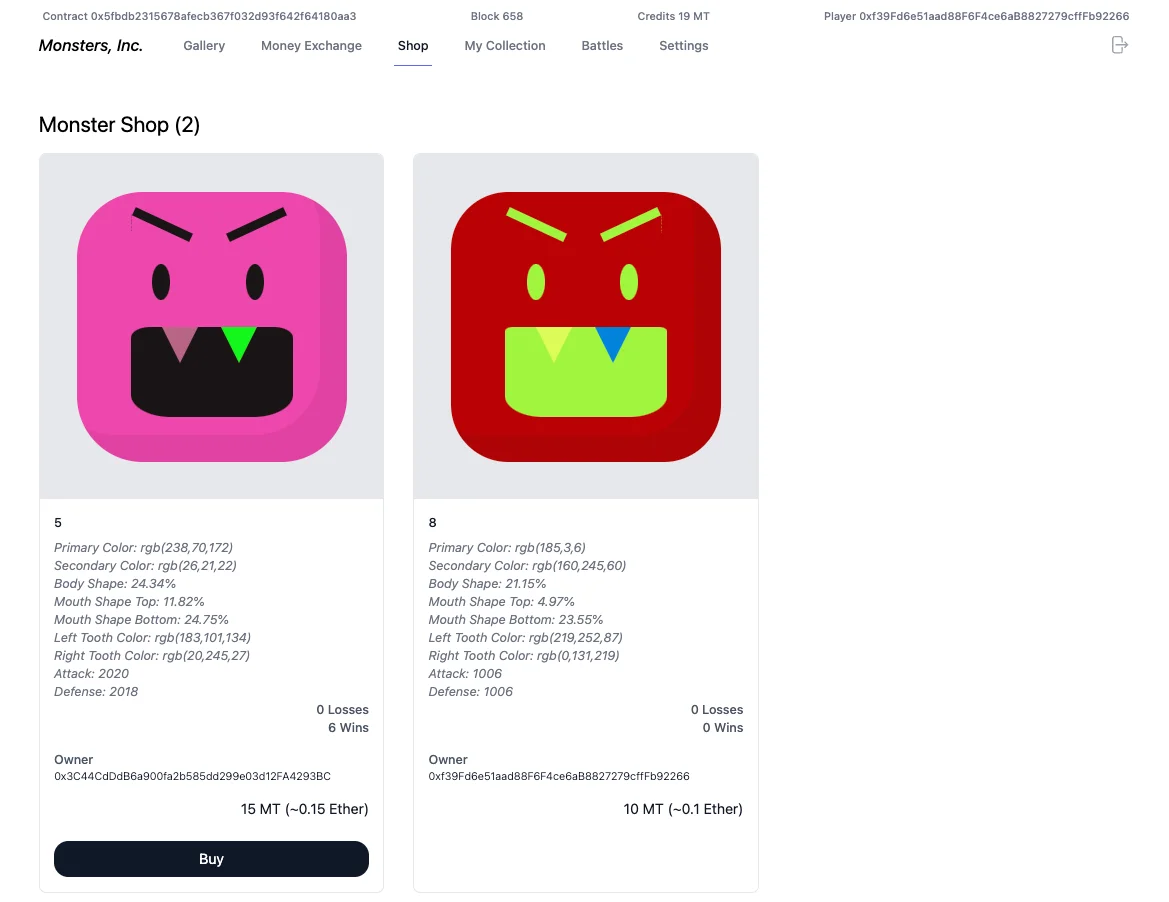 Contract 0x5fbdb2315678afecb367f032d93f642f64180aa3 Block 658 Credits 19 MT Player 0xf39Fd6e51aad88F6F4ce6aB8827279cffFb92266
Monsters, Inc. Gallery Money Exchange Shop My Collection Battles Settings
Monster Shop (2)
5
Primary Color: rgb(238,70,172)
Secondary Color: rgb(26,21,22)
Body Shape: 24.34%
Mouth Shape Top: 11.82%
Mouth Shape Bottom: 24.75%
Left Tooth Color: rgb(183,101,134)
Right Tooth Color: rgb(20,245,27)
Attack: 2020
Defense: 2018
0 Losses
6 Wins
Owner
0x3C44CdDdB6a900fa2b585dd299e03d12FA4293BC
15 MT (~0.15 Ether)
Buy
8
Primary Color: rgb(185,3,6)
Secondary Color: rgb(160,245,60)
Body Shape: 21.15%
Mouth Shape Top: 4.97%
Mouth Shape Bottom: 23.55%
Left Tooth Color: rgb(219,252,87)
Right Tooth Color: rgb(0,131,219)
Attack: 1006
Defense: 1006
0 Losses
0 Wins
Owner
0xf39Fd6e51aad88F6F4ce6aB8827279cffFb92266
10 MT (~0.1 Ether)